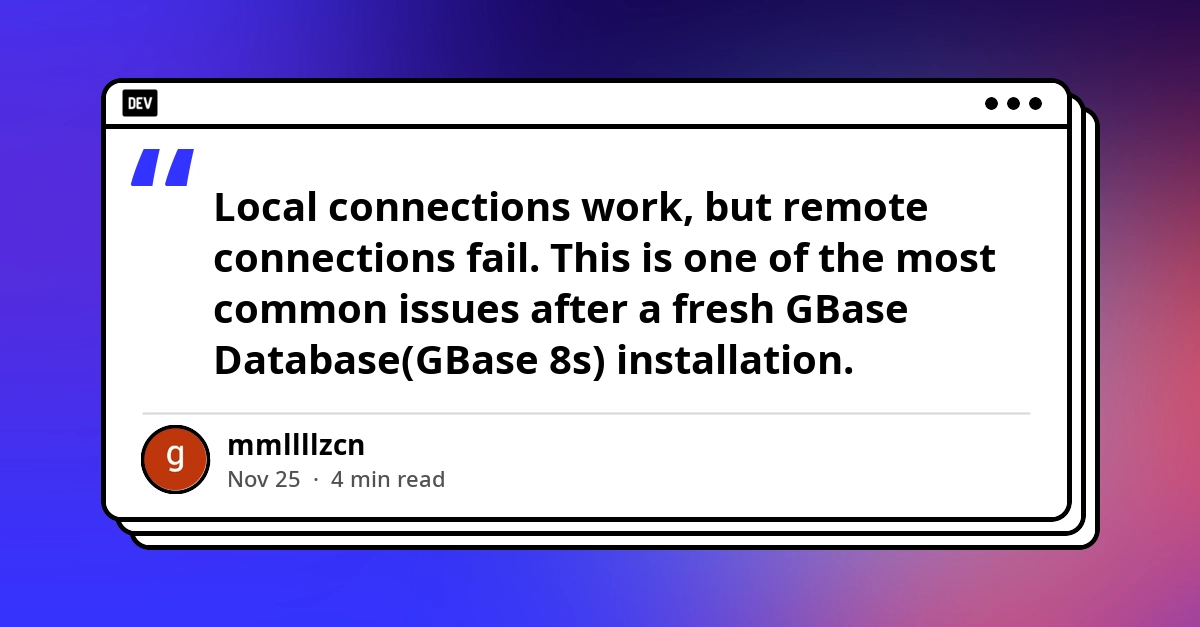 DEV
“
Local connections work, but remote
connections fail. This is one of the most
common issues after a fresh GBase
Database(GBase 8s) installation.
g
mmllllzcn
Nov 25 · 4 min read